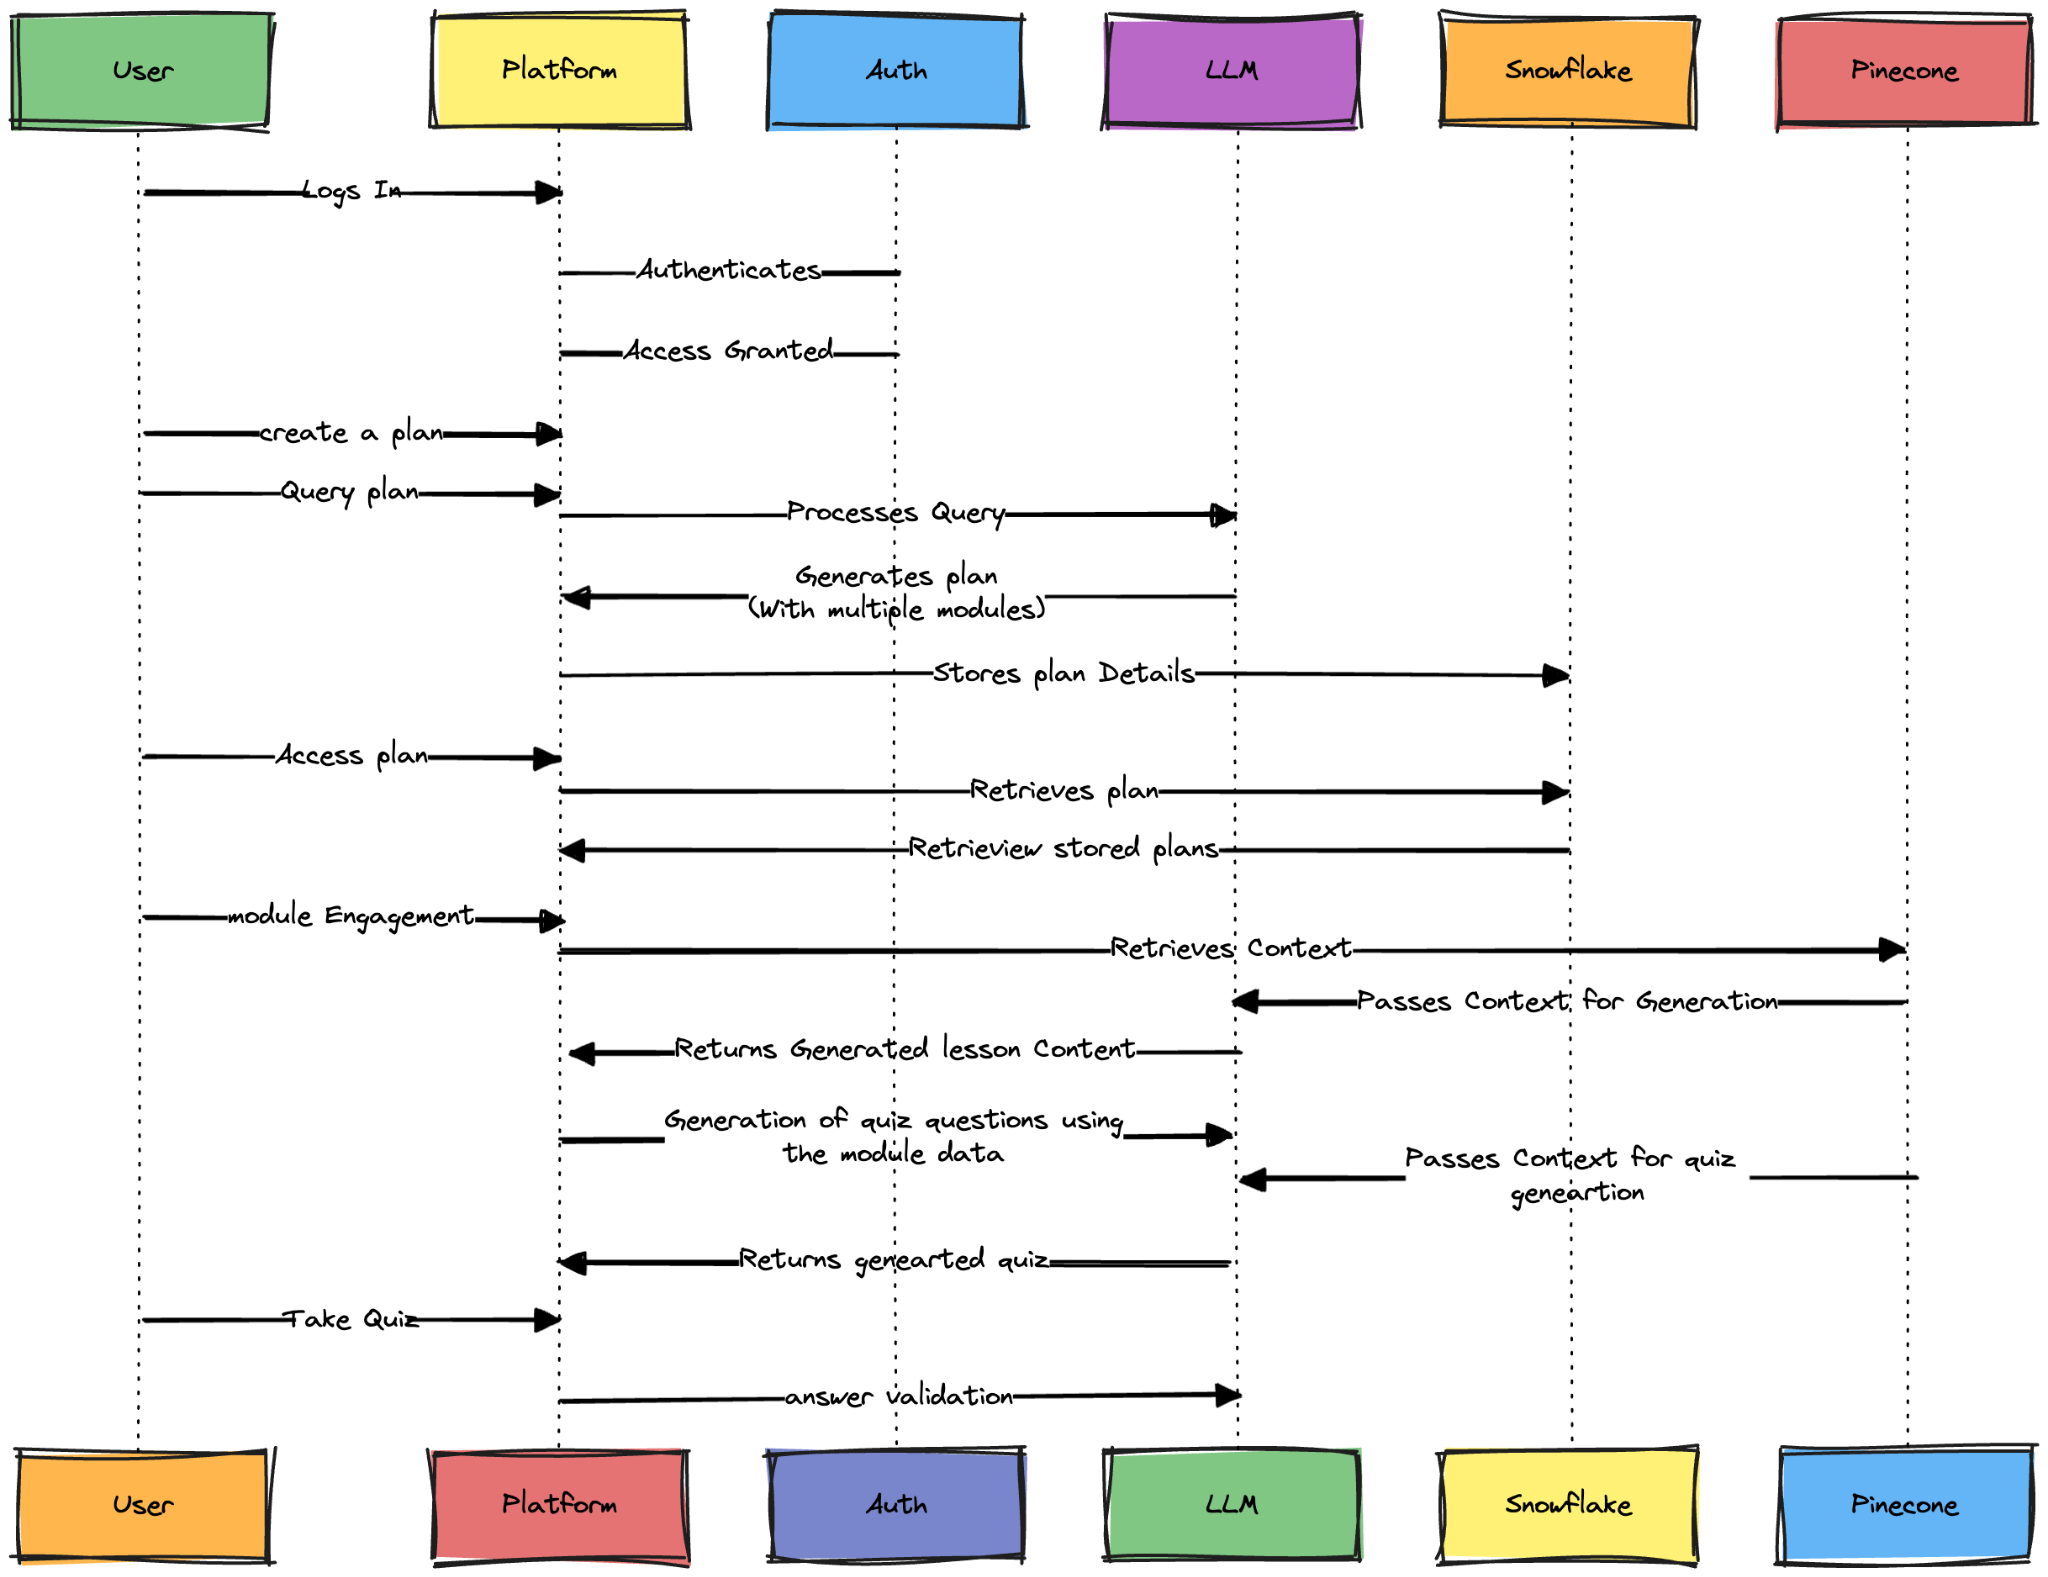 User
Platform
Auth
LLM
Snowflake
Pinecone
Logs In
Authenticates
Access Granted
create a plan
Query plan
Processes Query
Generates plan
(With multiple modules)
Stores plan Details
Access plan
Retrieves plan
Retrieview stored plans
module Engagement
Retrieves Context
Passes Context for Generation
Returns Generated lesson Content
Generation of quiz questions using
the module data
Passes Context for quiz
geneartion
Returns genearted quiz
Take Quiz
answer validation
User
Platform
Auth
LLM
Snowflake
Pinecone